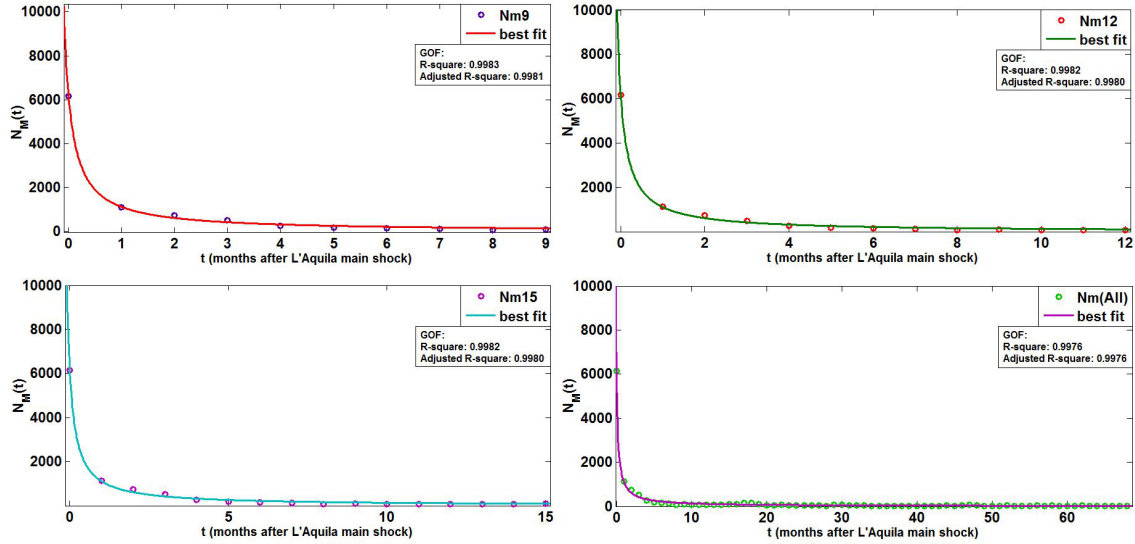 10000
8000
6000
4000
2000
N_M(t)
Nm9
best fit
GOF:
R-square: 0.9983
Adjusted R-square: 0.9981
0 1 2 3 4 5 6 7 8 9
t (months after L'Aquila main shock)
10000
8000
6000
4000
2000
N_M(t)
Nm12
best fit
GOF:
R-square: 0.9982
Adjusted R-square: 0.9980
0 2 4 6 8 10 12
t (months after L'Aquila main shock)
10000
8000
6000
4000
2000
N_M(t)
Nm15
best fit
GOF:
R-square: 0.9982
Adjusted R-square: 0.9980
0 5 10 15
t (months after L'Aquila main shock)
10000
8000
6000
4000
2000
0
N_M(t)
Nm(All)
best fit
GOF:
R-square: 0.9976
Adjusted R-square: 0.9976
0 10 20 30 40 50 60
t (months after L'Aquila main shock)